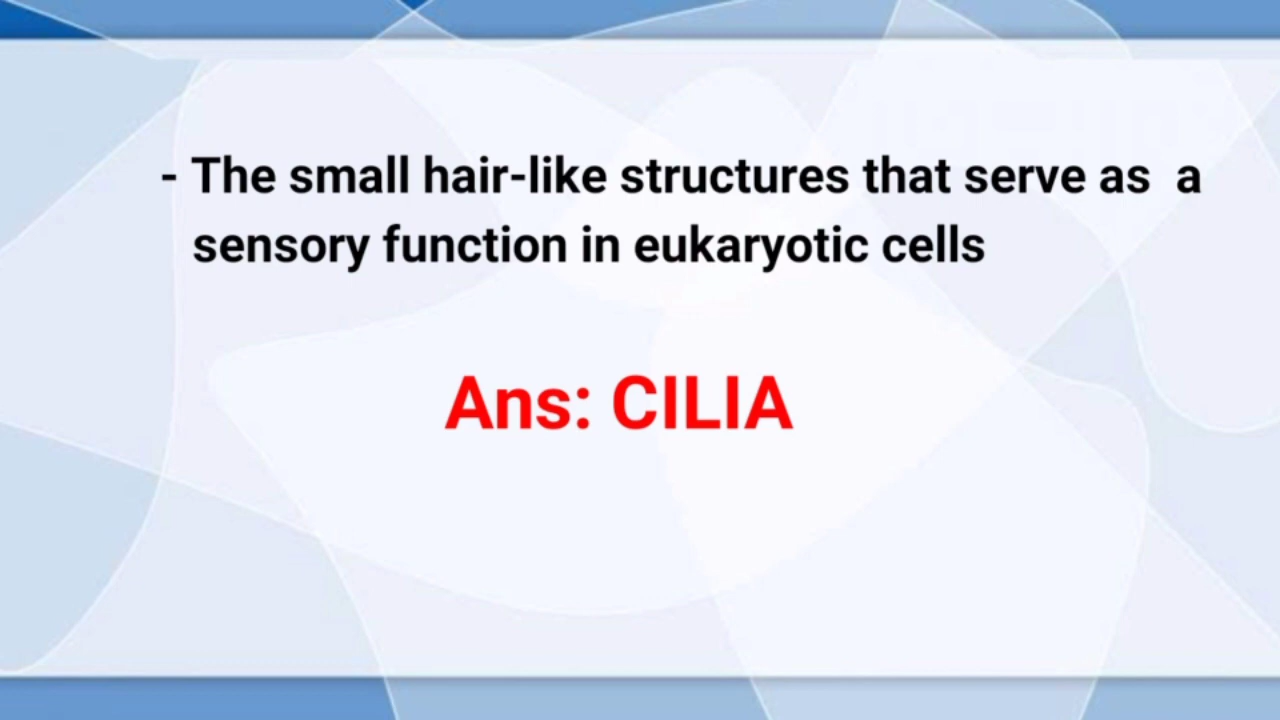 - The small hair-like structures that serve as a
sensory function in eukaryotic cells
Ans: CILIA